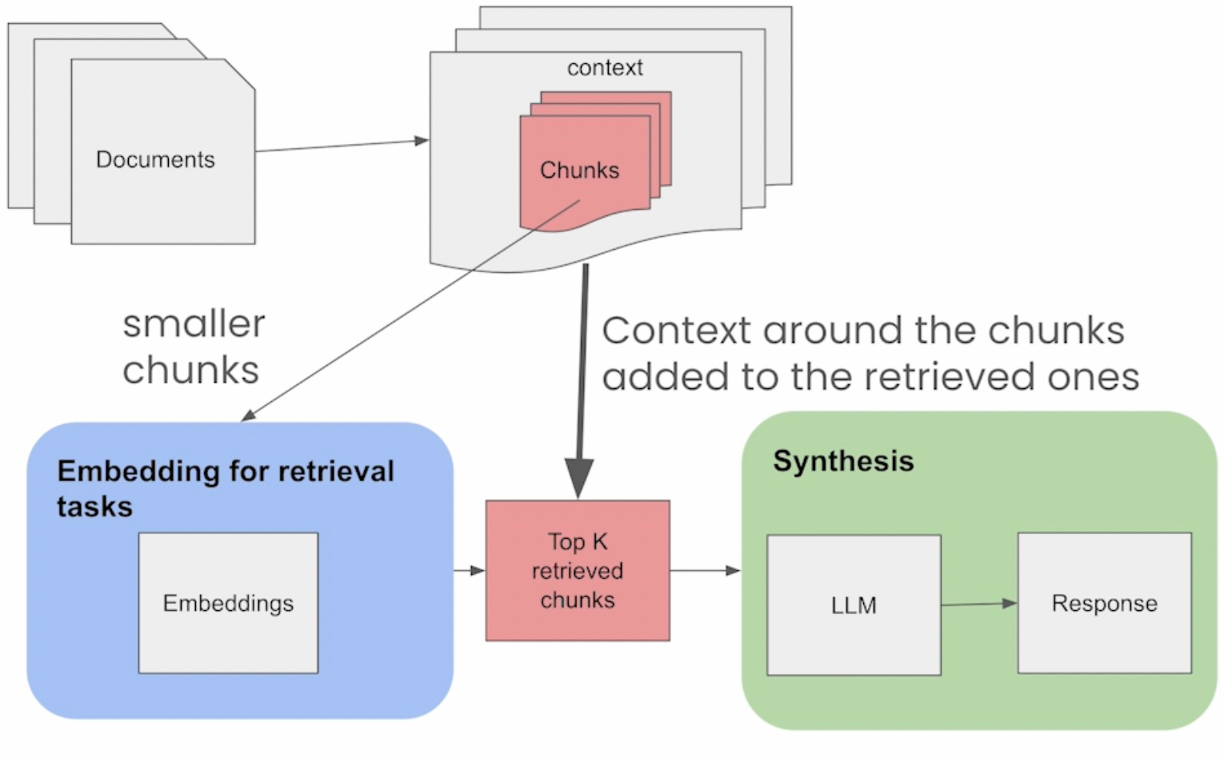 context
Documents
Chunks
smaller
chunks
Context around the chunks
added to the retrieved ones
Embedding for retrieval
tasks
Embeddings
Top K
retrieved
chunks
Synthesis
LLM
Response